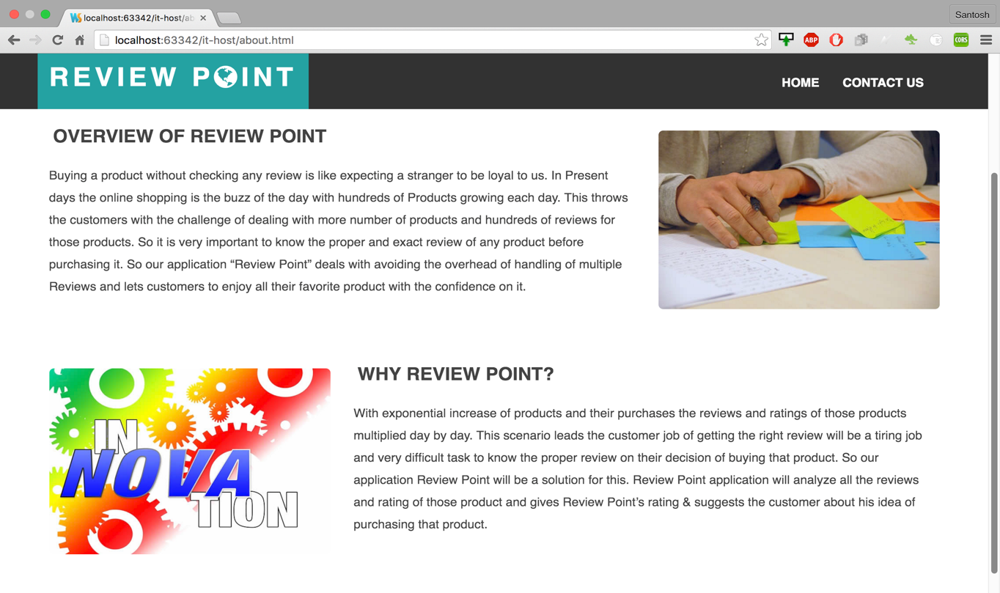 localhost:63342/it-host/ab
Santosh
localhost:63342/it-host/about.html
ABP
CORS
REVIEW POINT
HOME CONTACT US
OVERVIEW OF REVIEW POINT
Buying a product without checking any review is like expecting a stranger to be loyal to us. In Present
days the online shopping is the buzz of the day with hundreds of Products growing each day. This throws
the customers with the challenge of dealing with more number of products and hundreds of reviews for
those products. So it is very important to know the proper and exact review of any product before
purchasing it. So our application “Review Point” deals with avoiding the overhead of handling of multiple
Reviews and lets customers to enjoy all their favorite product with the confidence on it.
IN
NOVA
TION
WHY REVIEW POINT?
With exponential increase of products and their purchases the reviews and ratings of those products
multiplied day by day. This scenario leads the customer job of getting the right review will be a tiring job
and very difficult task to know the proper review on their decision of buying that product. So our
application Review Point will be a solution for this. Review Point application will analyze all the reviews
and rating of those product and gives Review Point’s rating & suggests the customer about his idea of
purchasing that product.